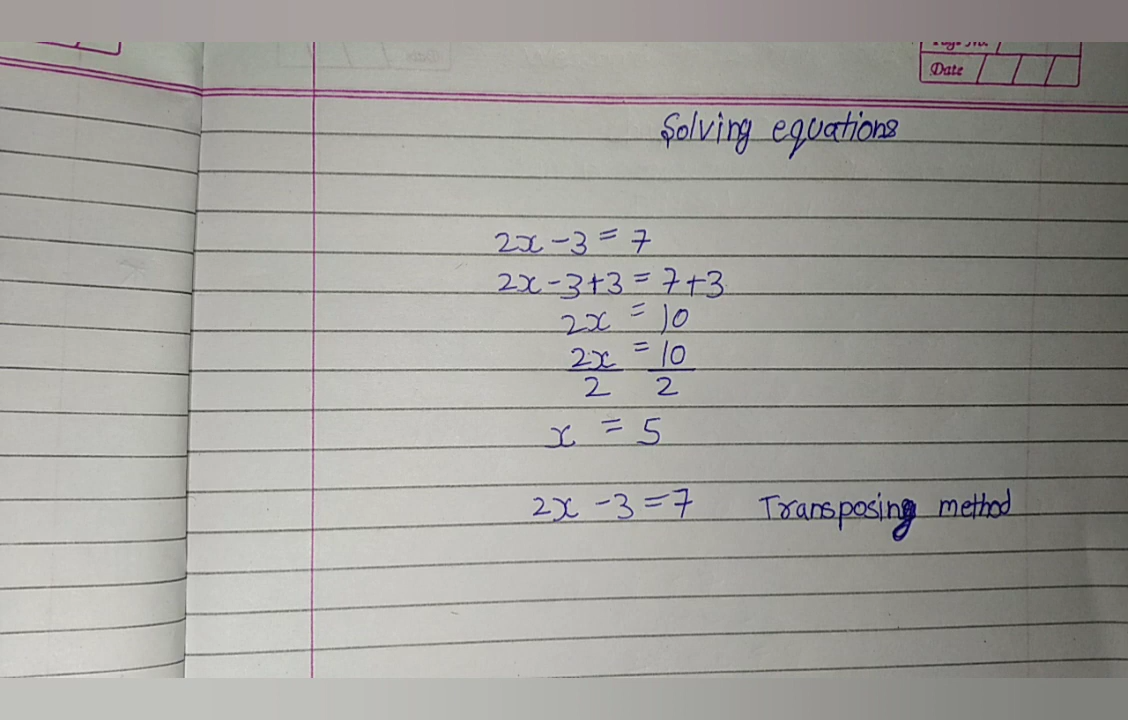 Date
Solving equations
2x - 3 = 7
2x - 3 + 3 = 7 + 3
2x = 10
2x/2 = 10/2
x = 5
2x - 3 = 7 Transposing method